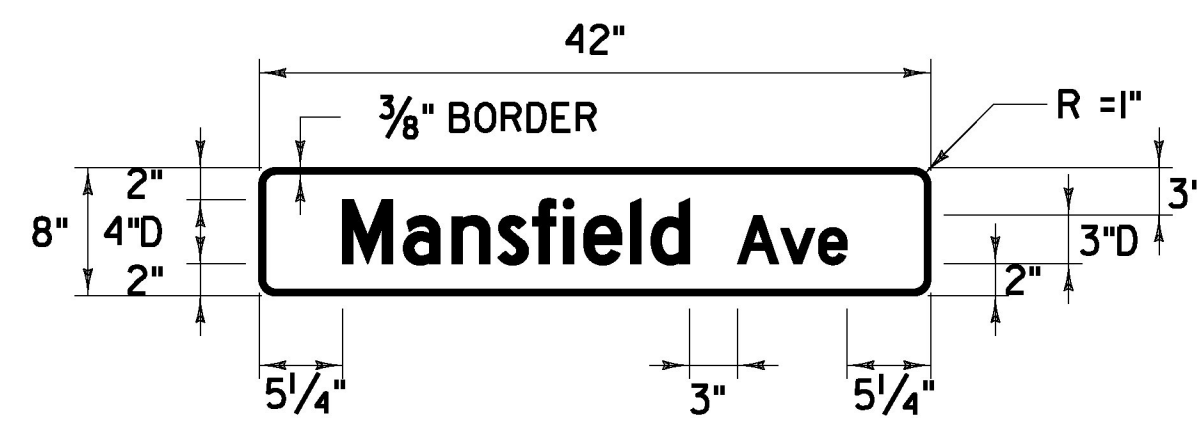 42"
3/8" BORDER
R =1"
2"
3'
8"
4"D
Mansfield Ave
3"D
2"
2"
5 1/4"
3"
5 1/4"